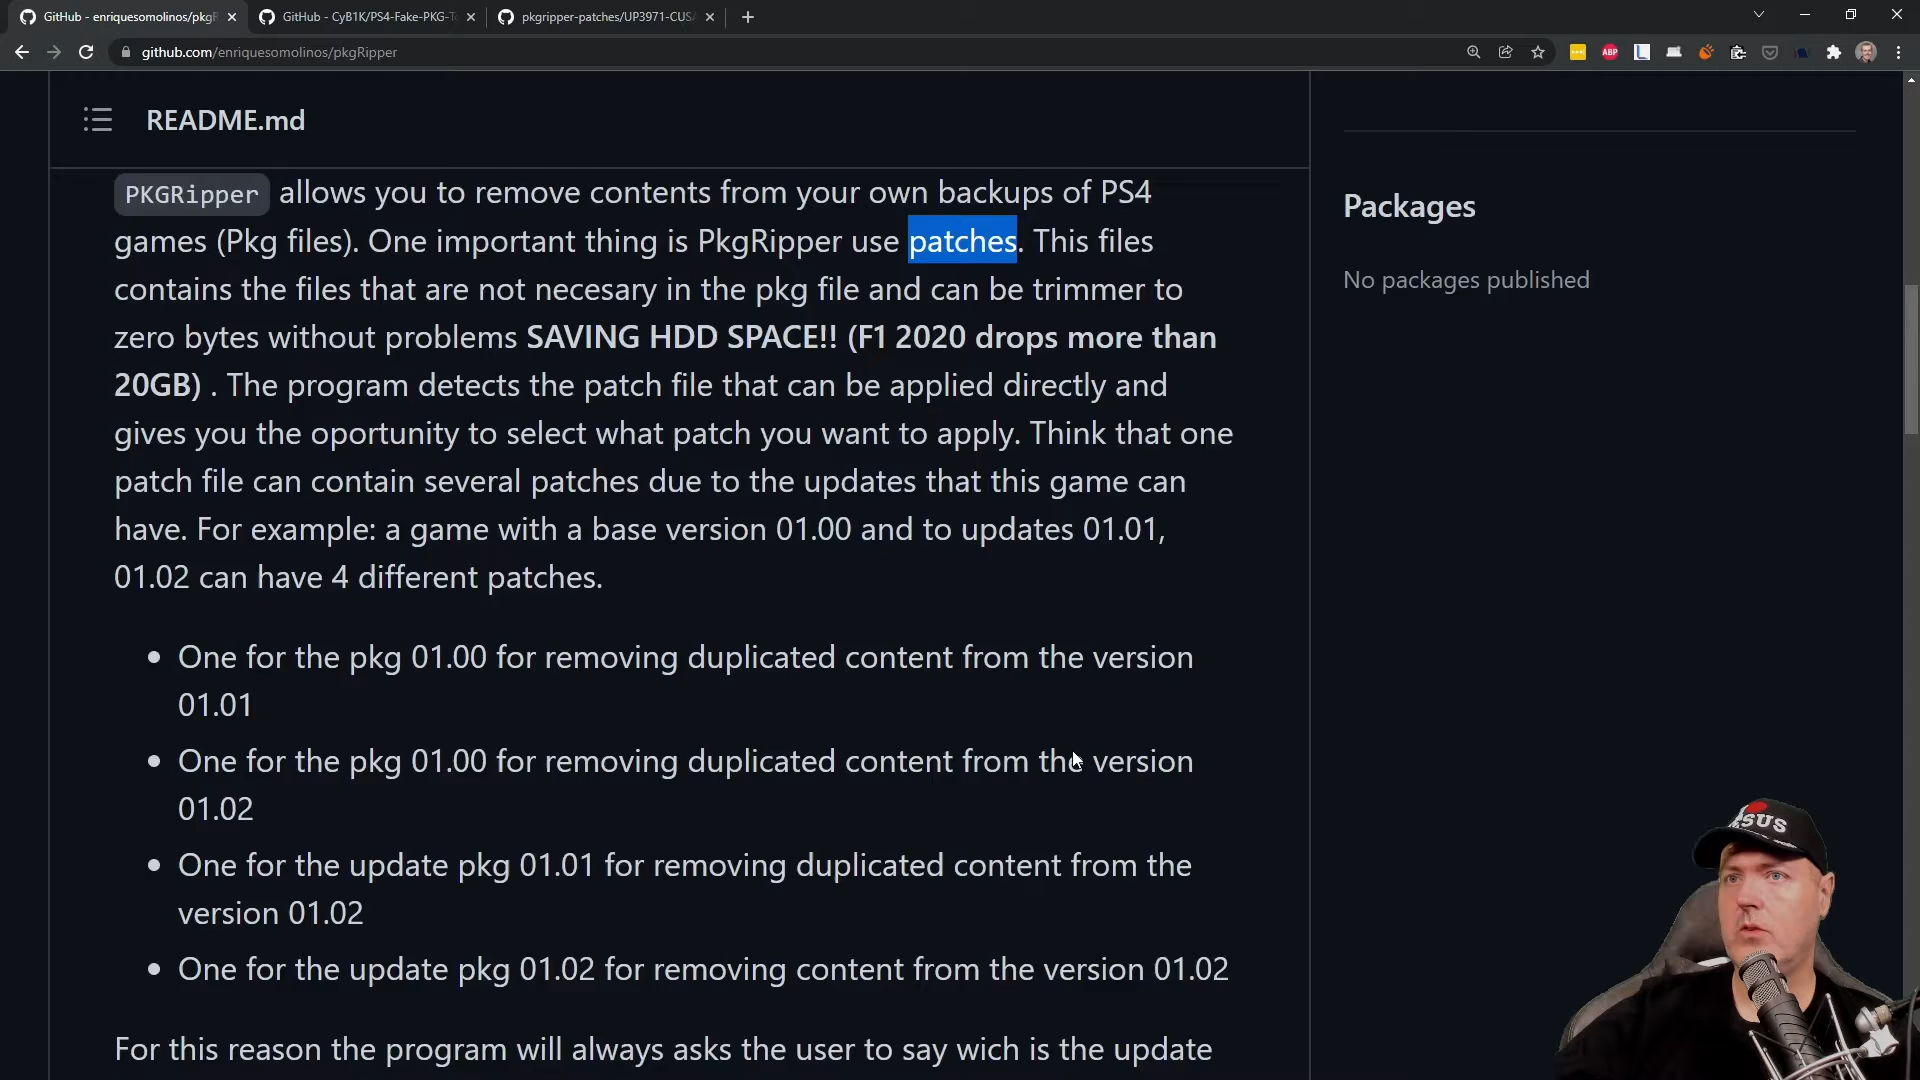 GitHub - enriquesomolinos/pkgR
GitHub - CyB1K/PS4-Fake-PKG-T
pkgripper-patches/UP3971-CUS
github.com/enriquesomolinos/pkgRipper
ABP
L
README.md
PKGRipper allows you to remove contents from your own backups of PS4
games (Pkg files). One important thing is PkgRipper use patches. This files
contains the files that are not necesary in the pkg file and can be trimmer to
zero bytes without problems SAVING HDD SPACE!! (F1 2020 drops more than
20GB) . The program detects the patch file that can be applied directly and
gives you the oportunity to select what patch you want to apply. Think that one
patch file can contain several patches due to the updates that this game can
have. For example: a game with a base version 01.00 and to updates 01.01,
01.02 can have 4 different patches.
One for the pkg 01.00 for removing duplicated content from the version
01.01
One for the pkg 01.00 for removing duplicated content from the version
01.02
One for the update pkg 01.01 for removing duplicated content from the
version 01.02
One for the update pkg 01.02 for removing content from the version 01.02
For this reason the program will always asks the user to say wich is the update
Packages
No packages published